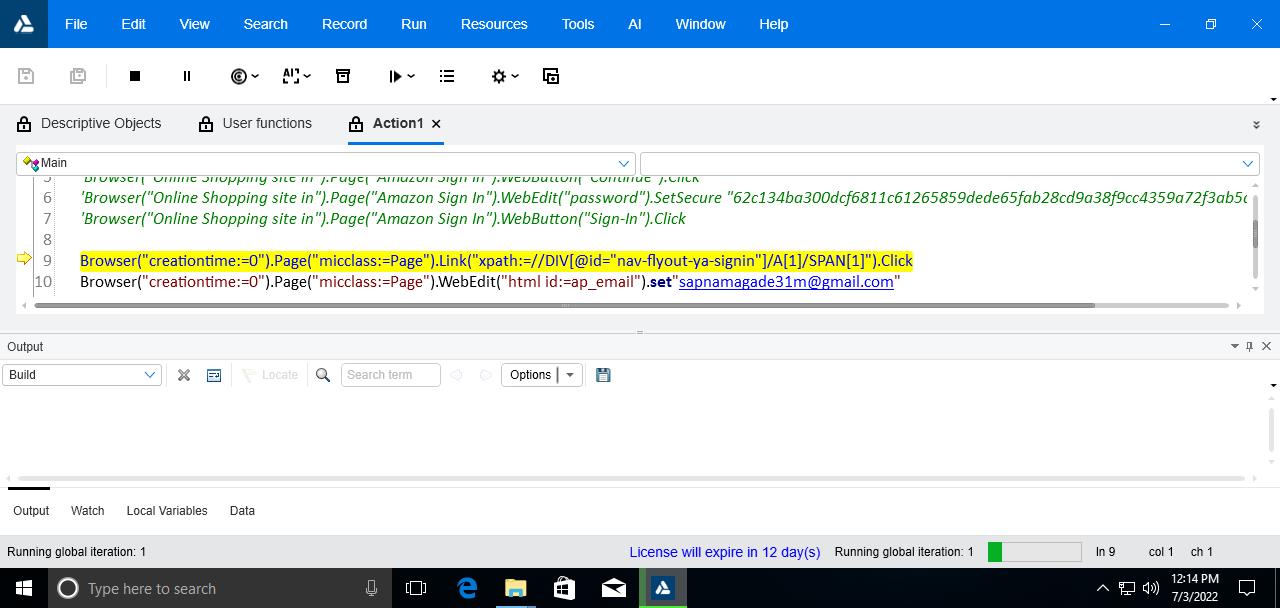 File Edit View Search Record Run Resources Tools AI Window Help
Descriptive Objects User functions Action1
Main
5 'Browser("Online Shopping site in").Page("Amazon Sign In").WebButton("Continue").Click
6 'Browser("Online Shopping site in").Page("Amazon Sign In").WebEdit("password").SetSecure "62c134ba300dcf6811c61265859dede65fab28cd9a38f9cc4359a72f3ab5c
7 'Browser("Online Shopping site in").Page("Amazon Sign In").WebButton("Sign-In").Click
8
9 Browser("creationtime:=0").Page("micclass:=Page").Link("xpath:=//DIV[@id="nav-flyout-ya-signin"]/A[1]/SPAN[1]").Click
10 Browser("creationtime:=0").Page("micclass:=Page").WebEdit("html id:=ap_email").set"sapnamagade31m@gmail.com"
Output
Build Locate Search term Options
Output Watch Local Variables Data
Running global iteration: 1 License will expire in 12 day(s) Running global iteration: 1 ln 9 col 1 ch 1
Type here to search
12:14 PM
7/3/2022